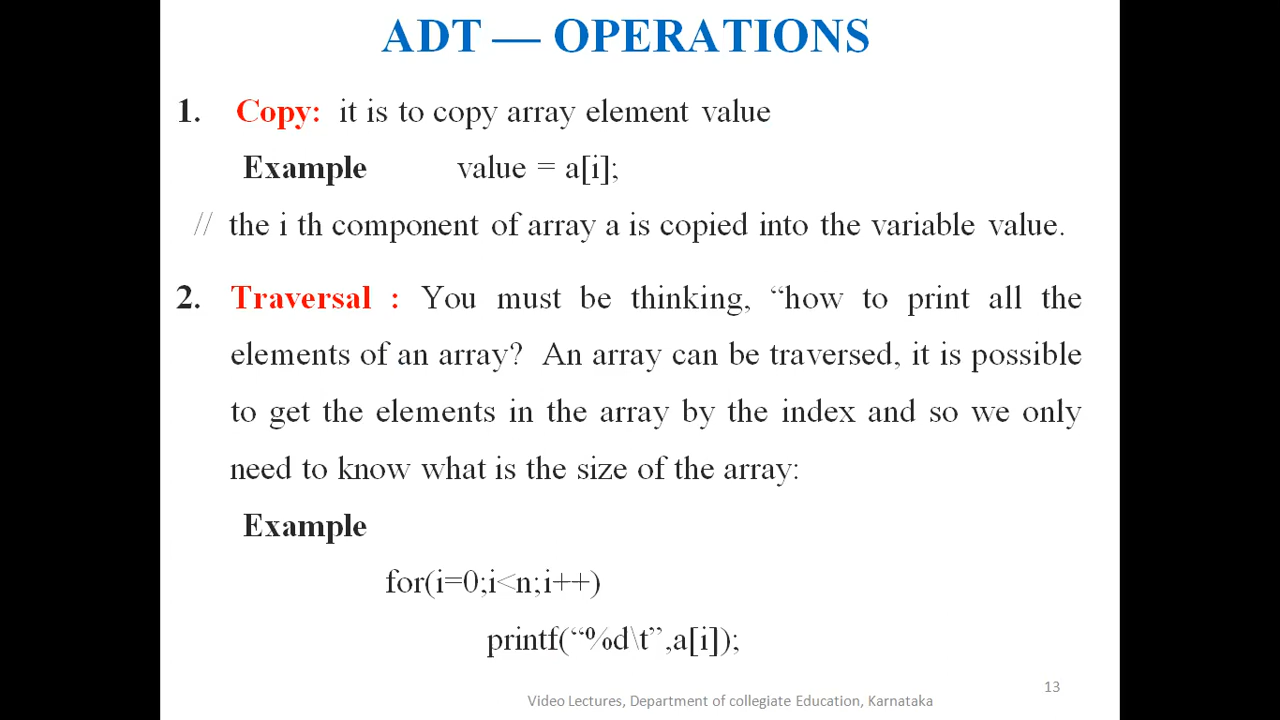 ADT — OPERATIONS
1. Copy: it is to copy array element value
Example value = a[i];
// the i th component of array a is copied into the variable value.
2. Traversal : You must be thinking, “how to print all the
elements of an array? An array can be traversed, it is possible
to get the elements in the array by the index and so we only
need to know what is the size of the array:
Example
for(i=0;i<n;i++)
printf(“%d\t”,a[i]);
13
Video Lectures, Department of collegiate Education, Karnataka